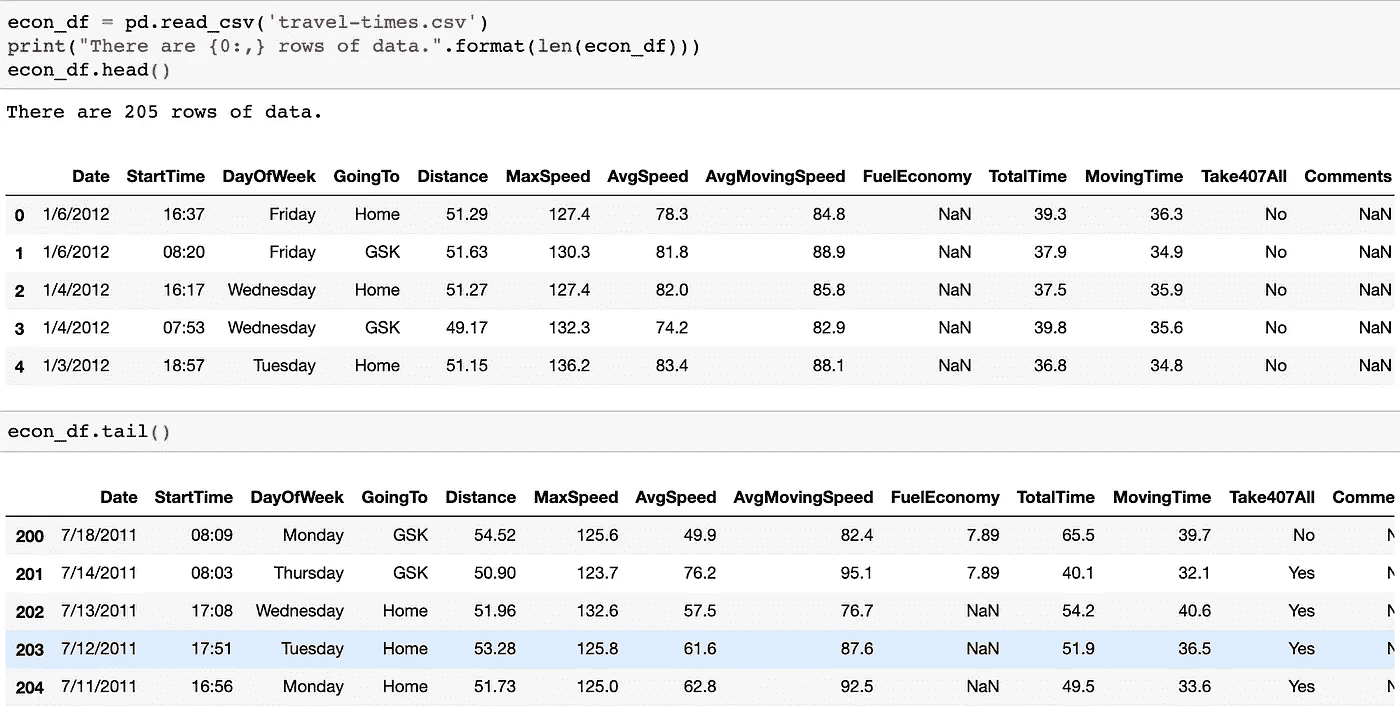 econ_df = pd.read_csv('travel-times.csv')
print("There are {0:,} rows of data.".format(len(econ_df)))
econ_df.head()
There are 205 rows of data.
Date StartTime DayOfWeek GoingTo Distance MaxSpeed AvgSpeed AvgMovingSpeed FuelEconomy TotalTime MovingTime Take407All Comments
0 1/6/2012 16:37 Friday Home 51.29 127.4 78.3 84.8 NaN 39.3 36.3 No NaN
1 1/6/2012 08:20 Friday GSK 51.63 130.3 81.8 88.9 NaN 37.9 34.9 No NaN
2 1/4/2012 16:17 Wednesday Home 51.27 127.4 82.0 85.8 NaN 37.5 35.9 No NaN
3 1/4/2012 07:53 Wednesday GSK 49.17 132.3 74.2 82.9 NaN 39.8 35.6 No NaN
4 1/3/2012 18:57 Tuesday Home 51.15 136.2 83.4 88.1 NaN 36.8 34.8 No NaN
econ_df.tail()
Date StartTime DayOfWeek GoingTo Distance MaxSpeed AvgSpeed AvgMovingSpeed FuelEconomy TotalTime MovingTime Take407All Comme
200 7/18/2011 08:09 Monday GSK 54.52 125.6 49.9 82.4 7.89 65.5 39.7 No N
201 7/14/2011 08:03 Thursday GSK 50.90 123.7 76.2 95.1 7.89 40.1 32.1 Yes N
202 7/13/2011 17:08 Wednesday Home 51.96 132.6 57.5 76.7 NaN 54.2 40.6 Yes N
203 7/12/2011 17:51 Tuesday Home 53.28 125.8 61.6 87.6 NaN 51.9 36.5 Yes N
204 7/11/2011 16:56 Monday Home 51.73 125.0 62.8 92.5 NaN 49.5 33.6 Yes N